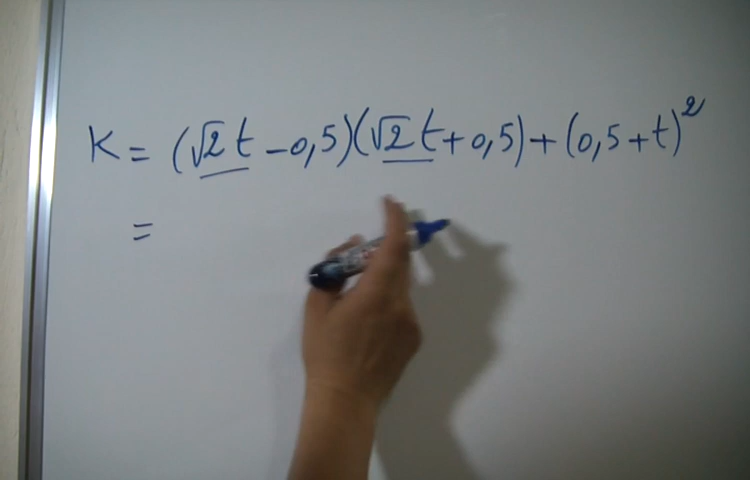 K = (√2 t - 0,5)(√2 t + 0,5) + (0,5 + t)²
=